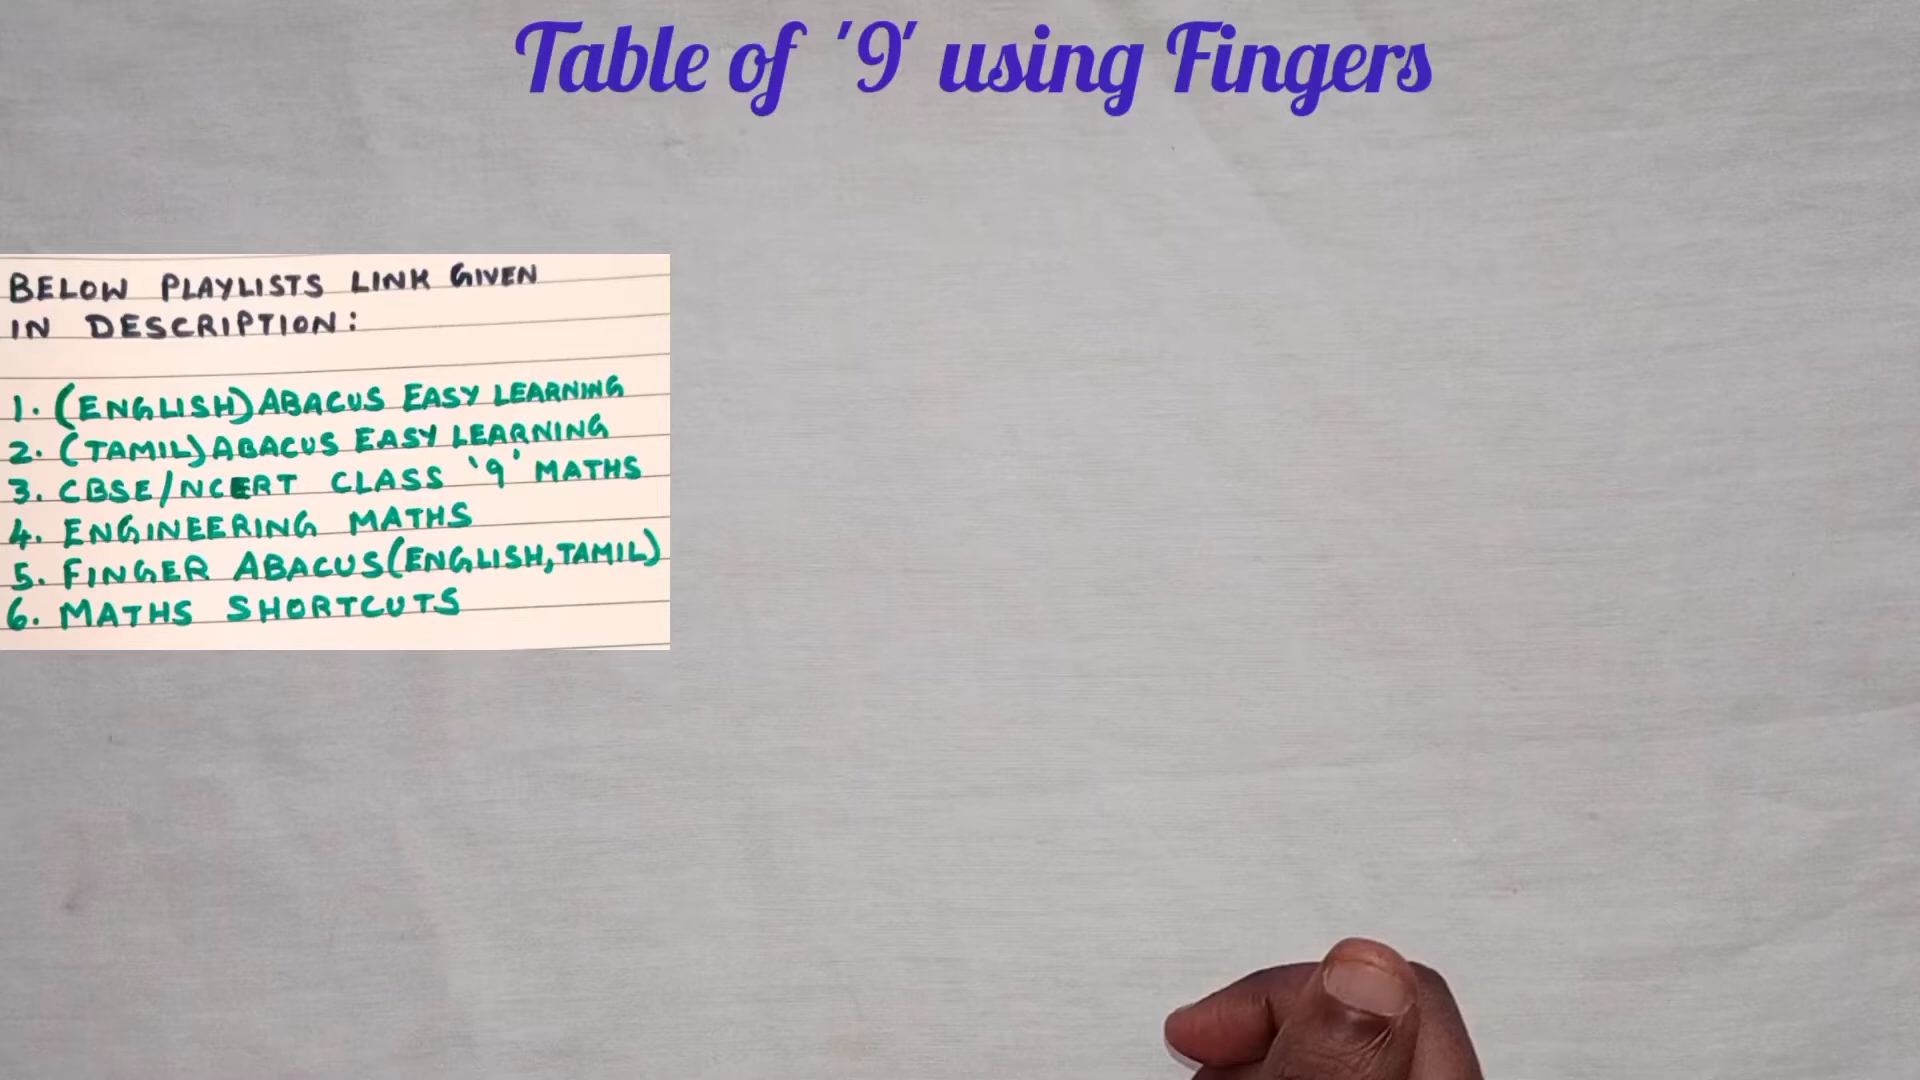 Table of '9' using Fingers
BELOW PLAYLISTS LINK GIVEN
IN DESCRIPTION:
1. (ENGLISH) ABACUS EASY LEARNING
2. (TAMIL) ABACUS EASY LEARNING
3. CBSE/NCERT CLASS '9' MATHS
4. ENGINEERING MATHS
5. FINGER ABACUS (ENGLISH, TAMIL)
6. MATHS SHORTCUTS